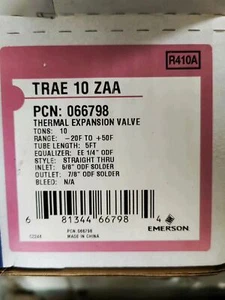 R410A
TRAE 10 ZAA
PCN: 066798
THERMAL EXPANSION VALVE
TONS: 10
RANGE: -20F TO +50F
TUBE LENGTH: 5FT
EQUALIZER: EE 1/4" ODF
STYLE: STRAIGHT THRU
INLET: 5/8" ODF SOLDER
OUTLET: 7/8" ODF SOLDER
BLEED: N/A
6 81344 66798 4
EMERSON
PCN 066798
MADE IN CHINA